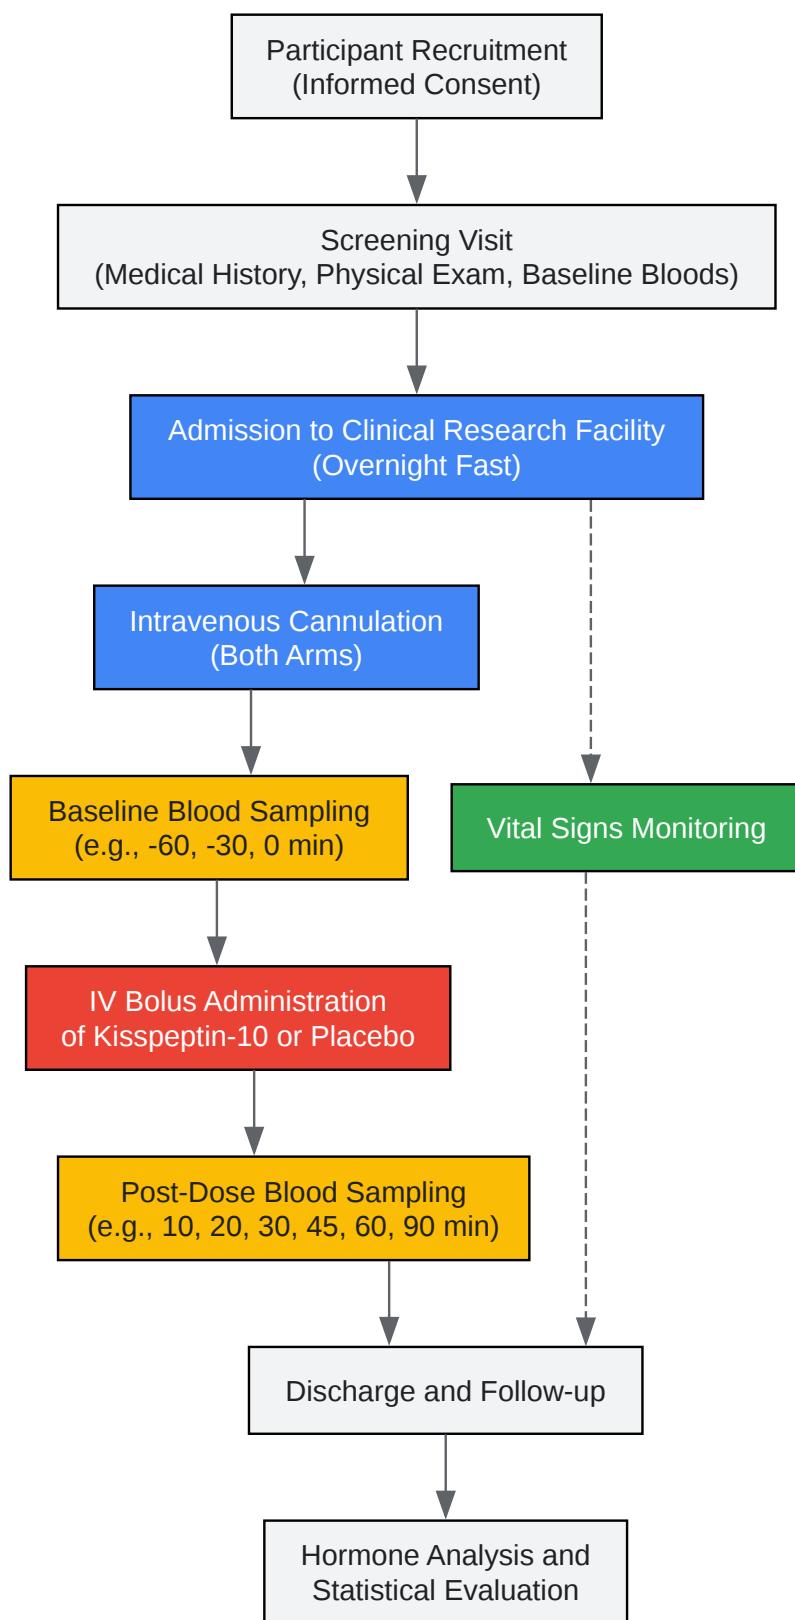 Participant Recruitment
(Informed Consent)
Screening Visit
(Medical History, Physical Exam, Baseline Bloods)
Admission to Clinical Research Facility
(Overnight Fast)
Intravenous Cannulation
(Both Arms)
Baseline Blood Sampling
(e.g., -60, -30, 0 min)
Vital Signs Monitoring
IV Bolus Administration
of Kisspeptin-10 or Placebo
Post-Dose Blood Sampling
(e.g., 10, 20, 30, 45, 60, 90 min)
Discharge and Follow-up
Hormone Analysis and
Statistical Evaluation